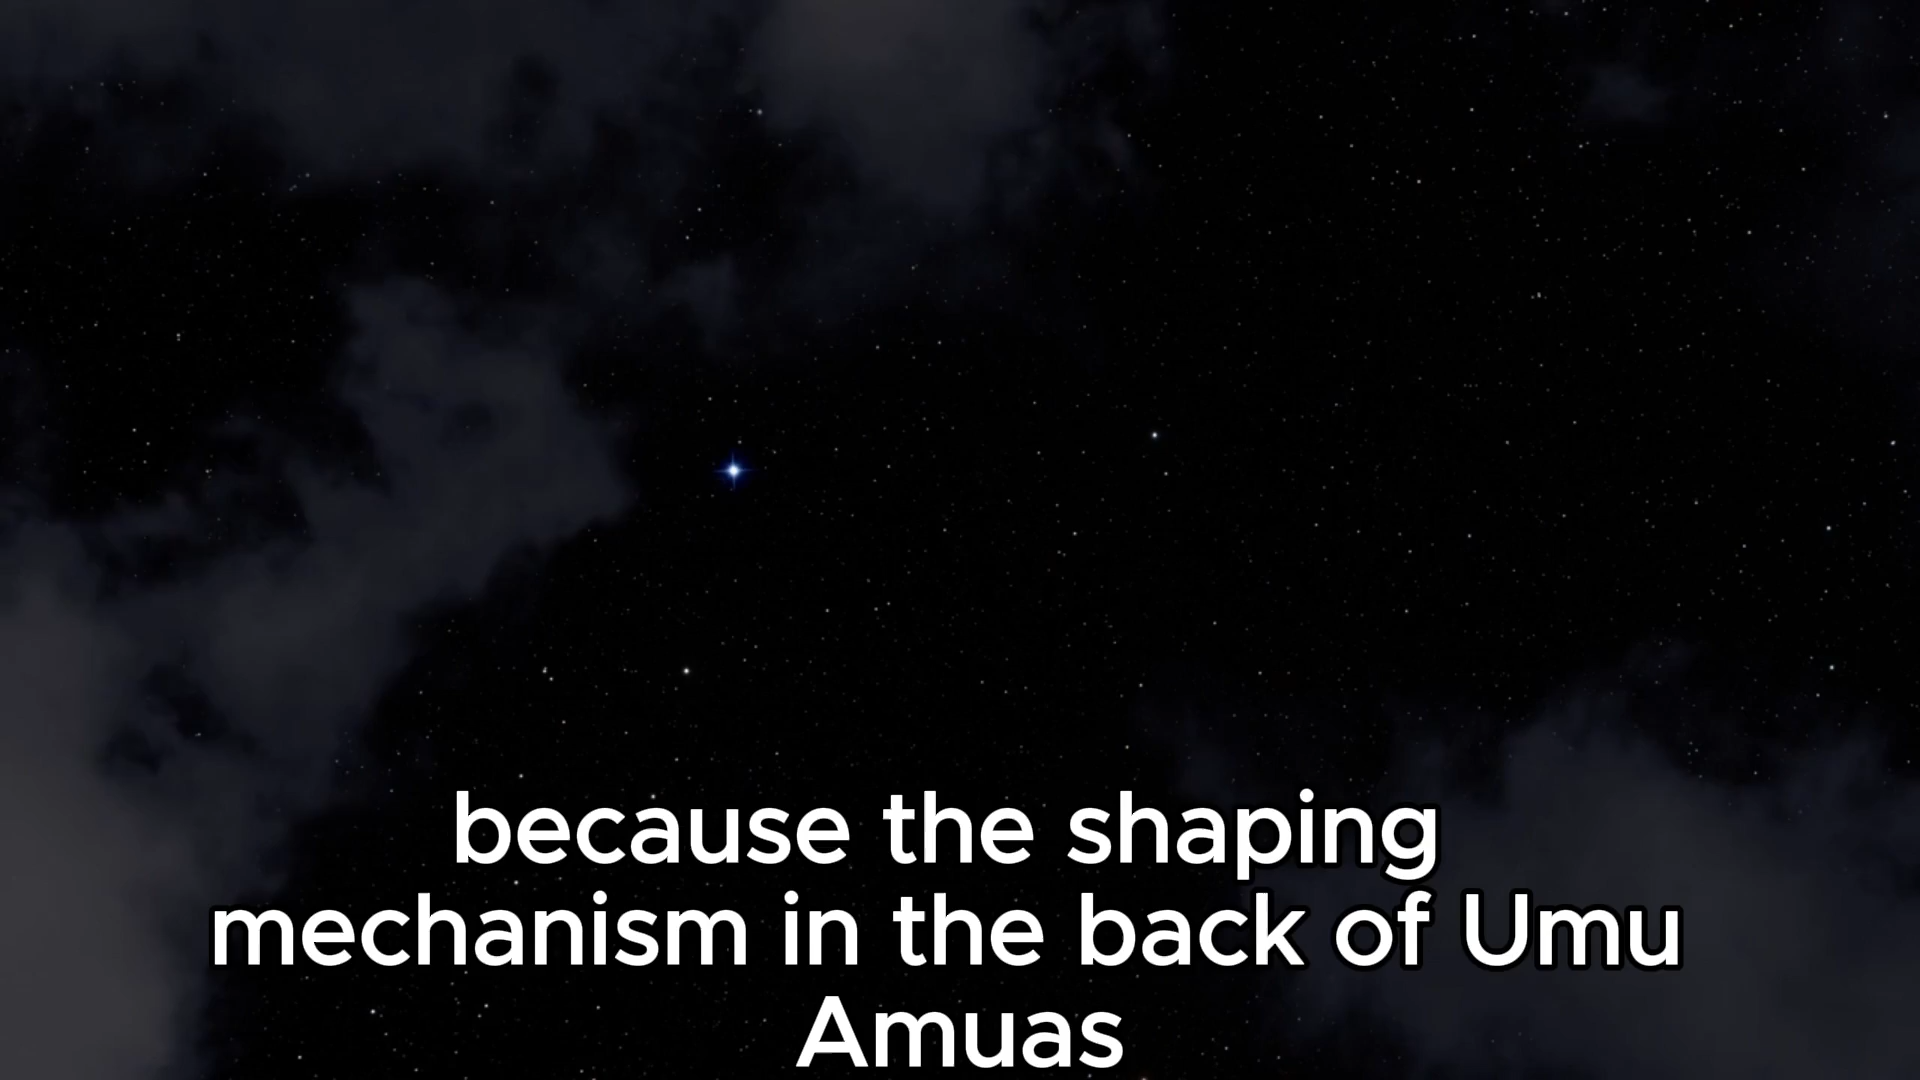 because the shaping
mechanism in the back of Umu
Amuas